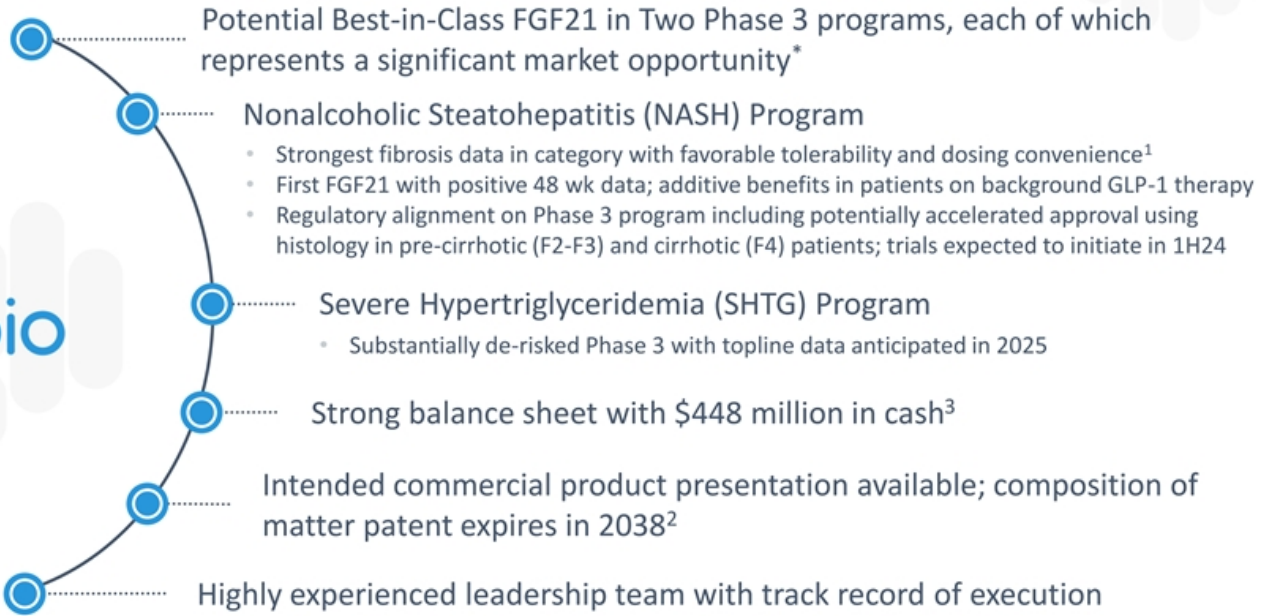 Potential Best-in-Class FGF21 in Two Phase 3 programs, each of which
represents a significant market opportunity*
Nonalcoholic Steatohepatitis (NASH) Program
• Strongest fibrosis data in category with favorable tolerability and dosing convenience¹
• First FGF21 with positive 48 wk data; additive benefits in patients on background GLP-1 therapy
• Regulatory alignment on Phase 3 program including potentially accelerated approval using
histology in pre-cirrhotic (F2-F3) and cirrhotic (F4) patients; trials expected to initiate in 1H24
Severe Hypertriglyceridemia (SHTG) Program
io
• Substantially de-risked Phase 3 with topline data anticipated in 2025
Strong balance sheet with $448 million in cash³
Intended commercial product presentation available; composition of
matter patent expires in 2038²
Highly experienced leadership team with track record of execution